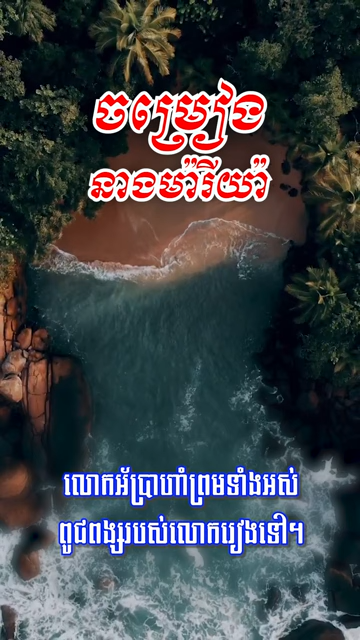 ចម្រៀង
នាងម៉ារីយ៉ា
លោកអ័ប្រាហាំព្រមទាំងអស់
ពូជពង្សរបស់លោករៀងទៅ។